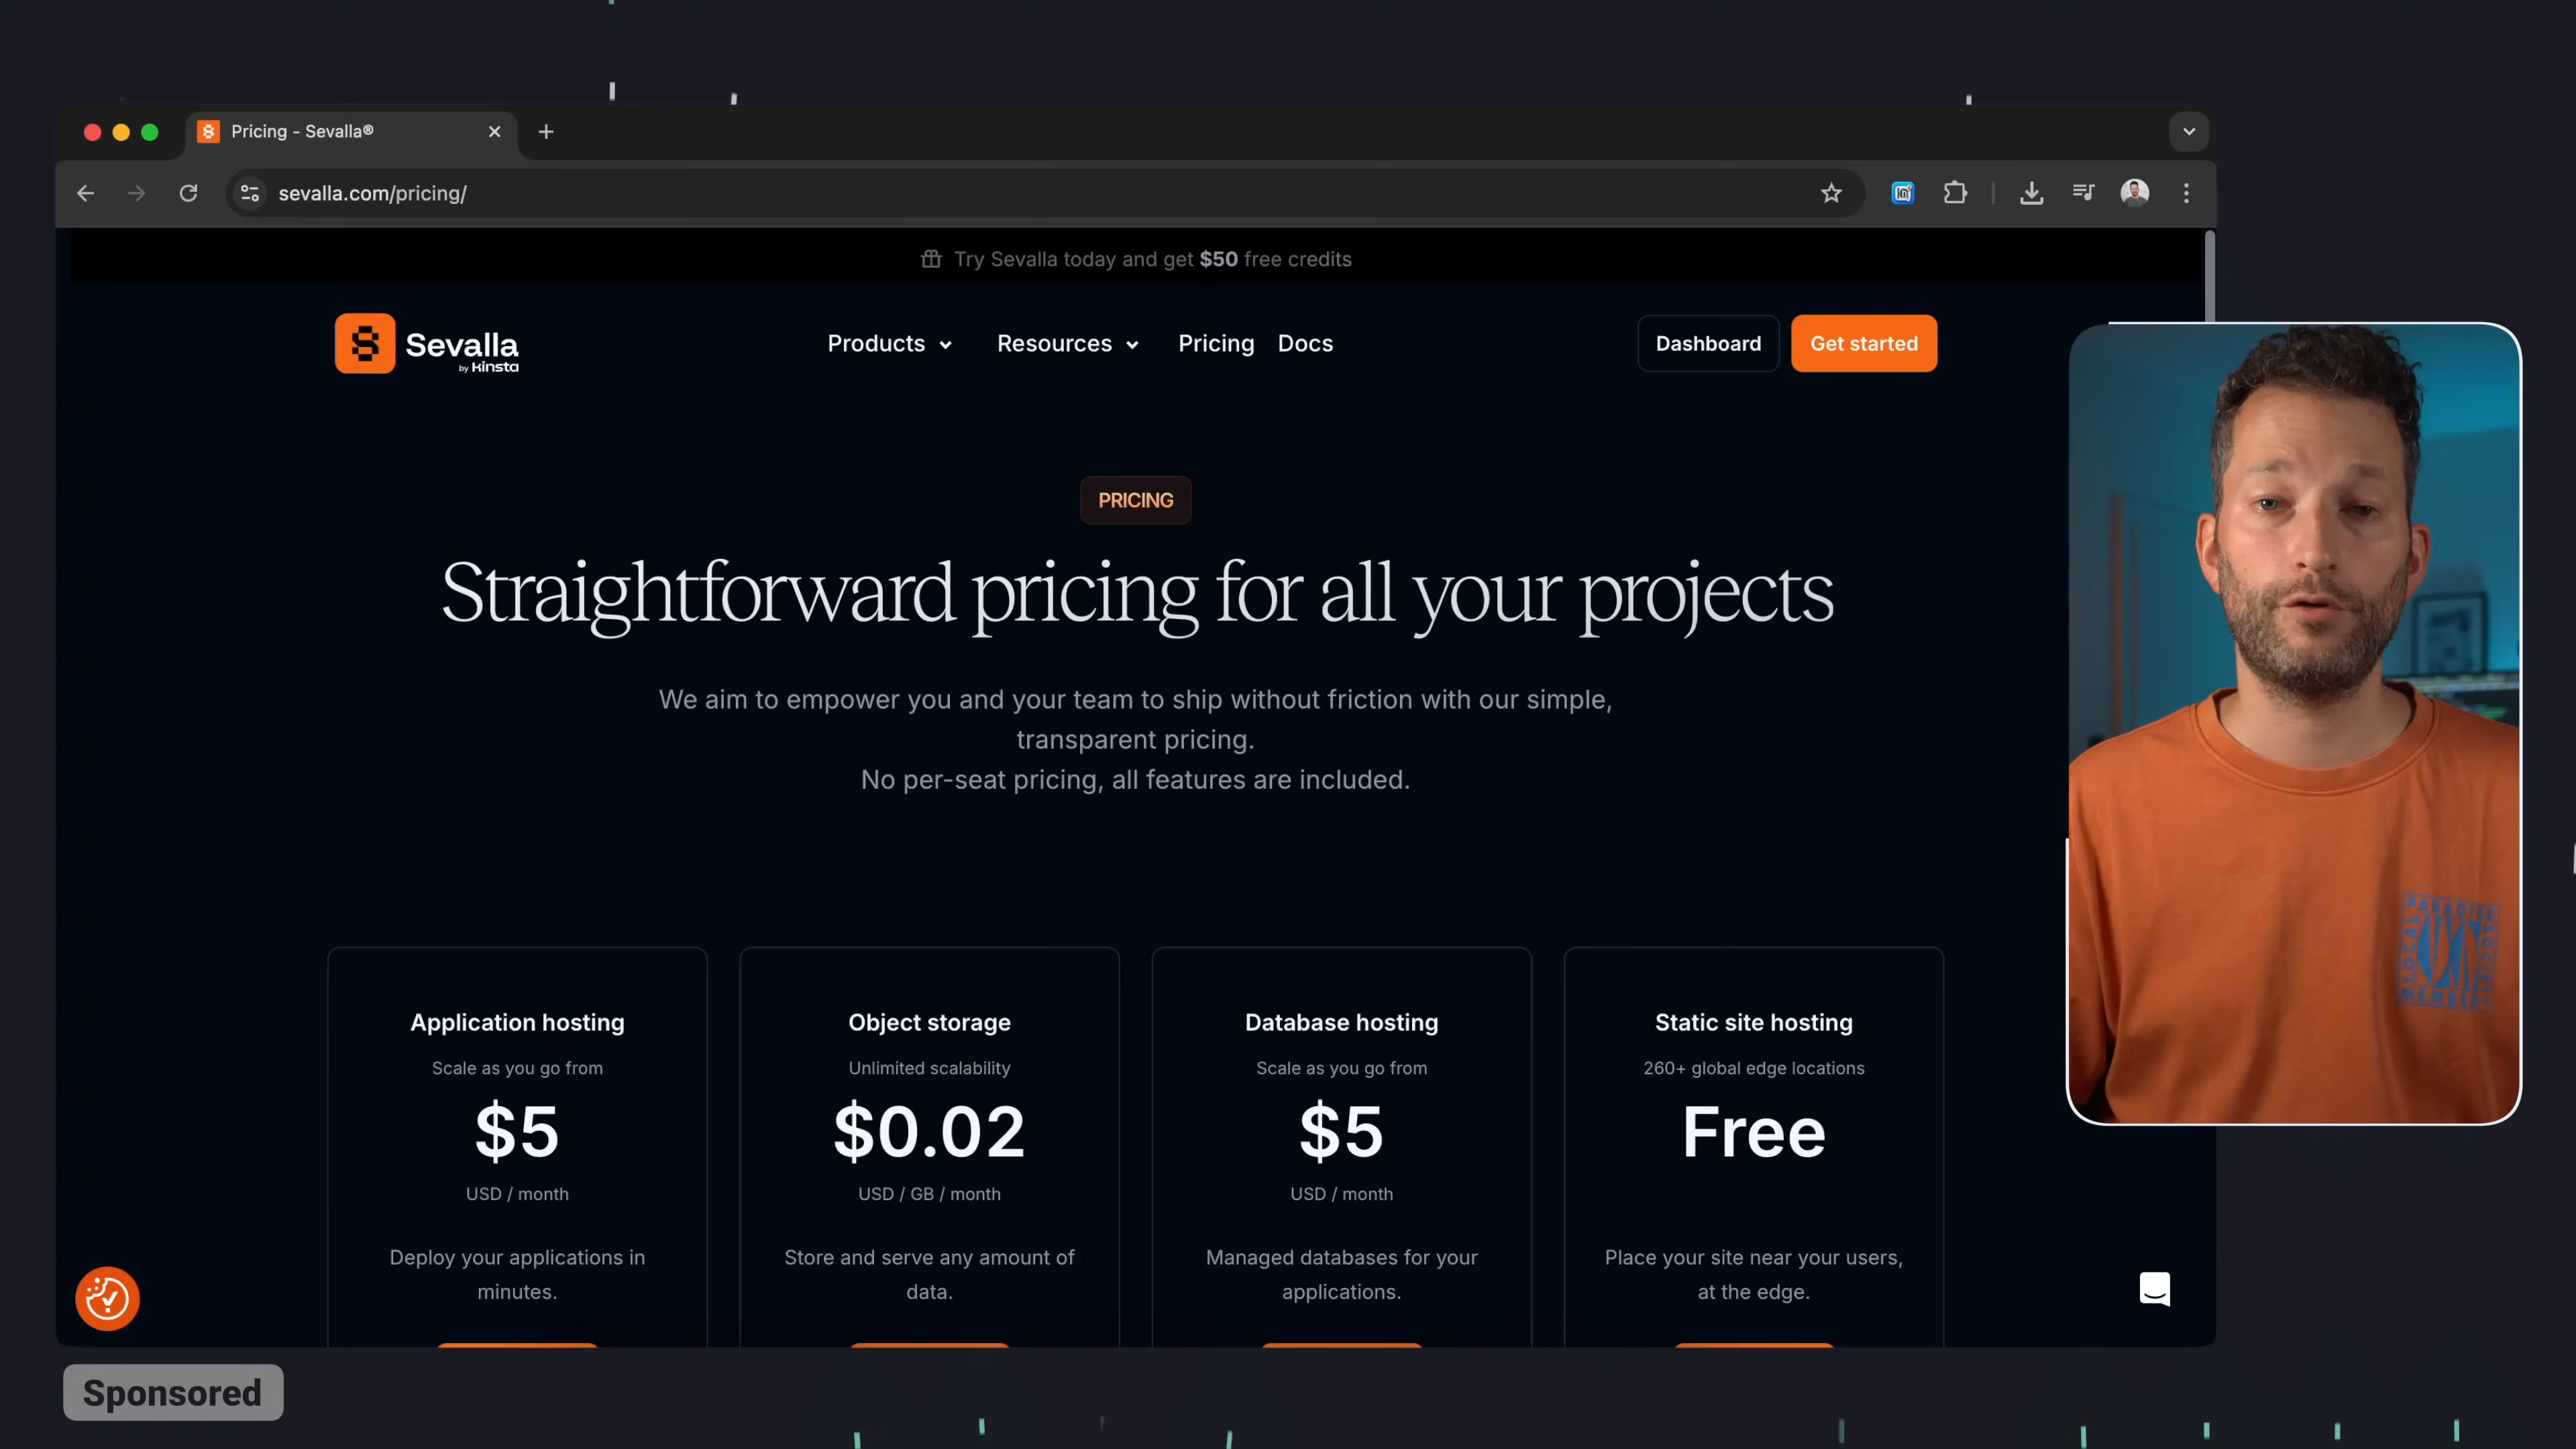 Pricing - Sevalla®
sevalla.com/pricing/
Try Sevalla today and get $50 free credits
Sevalla
by Kinsta
Products
Resources
Pricing
Docs
Dashboard
Get started
PRICING
Straightforward pricing for all your projects
We aim to empower you and your team to ship without friction with our simple,
transparent pricing.
No per-seat pricing, all features are included.
Application hosting
Scale as you go from
$5
USD / month
Deploy your applications in
minutes.
Object storage
Unlimited scalability
$0.02
USD / GB / month
Store and serve any amount of
data.
Database hosting
Scale as you go from
$5
USD / month
Managed databases for your
applications.
Static site hosting
260+ global edge locations
Free
Place your site near your users,
at the edge.
PARADISE
LOCAL
MEMBER
Sponsored